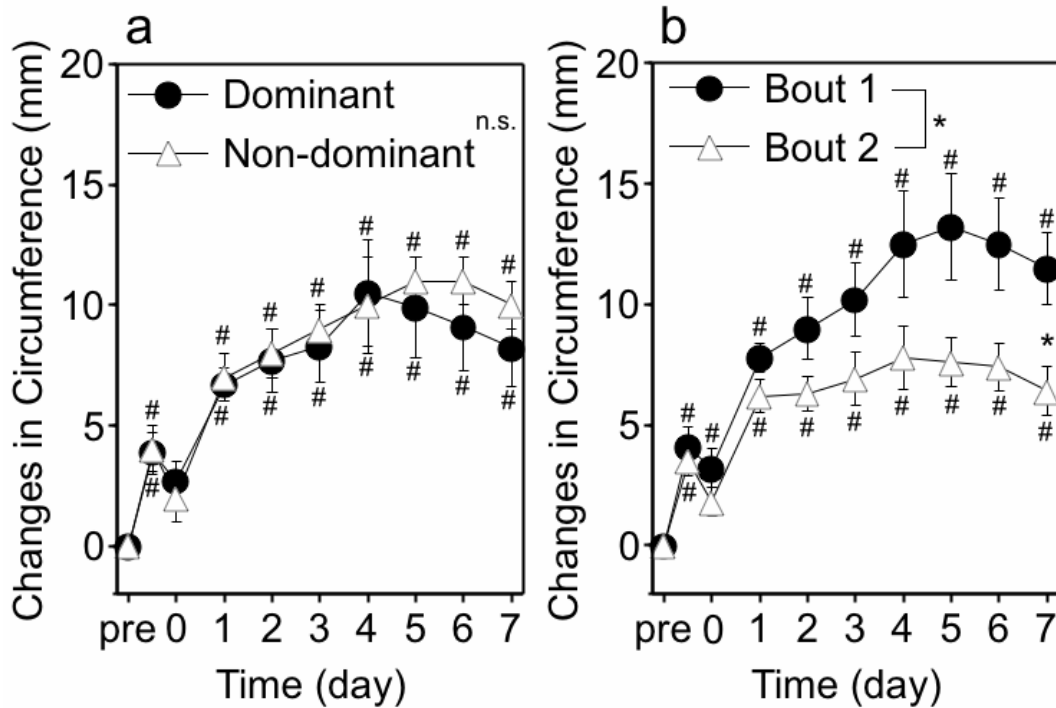 a
Changes in Circumference (mm)
20
15
10
5
0
Dominant
Non-dominant
n.s.
# # # # # # # # #
# # # # # # # #
pre 0 1 2 3 4 5 6 7
Time (day)
b
Changes in Circumference (mm)
20
15
10
5
0
Bout 1
Bout 2
*
# # # # # # # # #
*
# # # # # # # #
pre 0 1 2 3 4 5 6 7
Time (day)